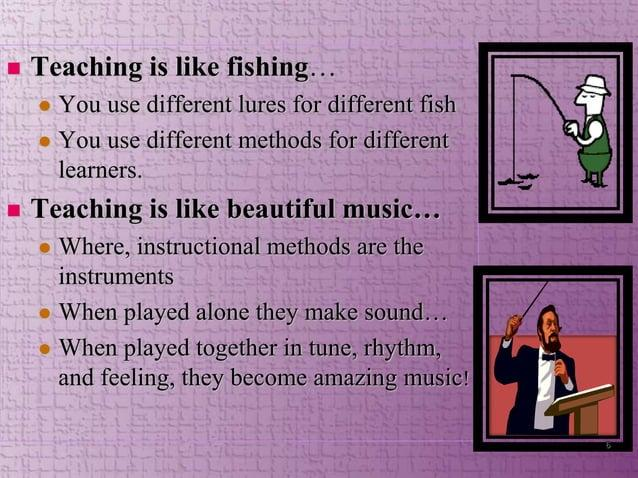 Teaching is like fishing…
You use different lures for different fish
You use different methods for different
learners.
Teaching is like beautiful music…
Where, instructional methods are the
instruments
When played alone they make sound…
When played together in tune, rhythm,
and feeling, they become amazing music!
6